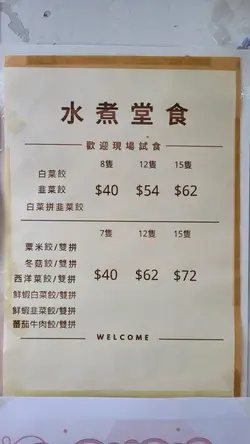 水煮堂食
歡迎現場試食
8隻 12隻 15隻
白菜餃
韭菜餃 $40 $54 $62
白菜拼韭菜餃
7隻 12隻 15隻
粟米餃/雙拼
冬菇餃/雙拼
西洋菜餃/雙拼 $40 $62 $72
鮮蝦白菜餃/雙拼
鮮蝦韭菜餃/雙拼
蕃茄牛肉餃/雙拼
WELCOME